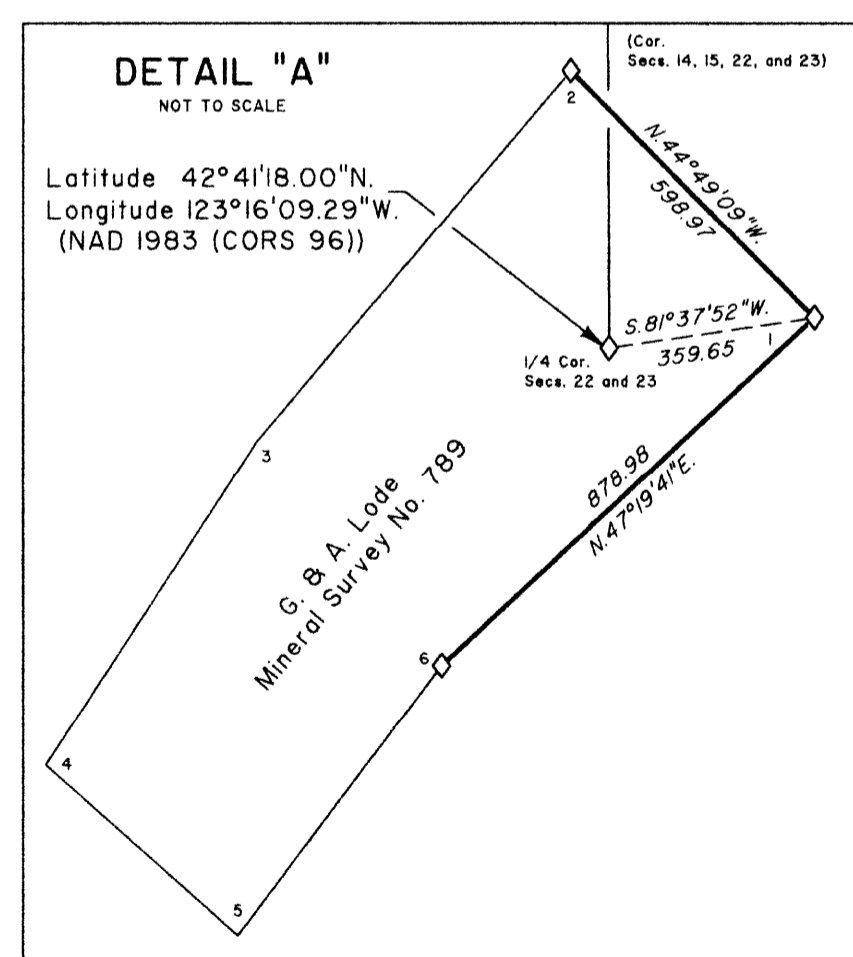 DETAIL "A"
NOT TO SCALE
(Cor.
Secs. 14, 15, 22, and 23)
2
N.44°49'09"W.
598.97
Latitude 42°41'18.00"N.
Longitude 123°16'09.29"W.
(NAD 1983 (CORS 96))
S.81°37'52"W.
359.65
1
1/4 Cor.
Secs. 22 and 23
3
878.98
N.47°19'41"E.
G. & A. Lode
Mineral Survey No. 789
6
4
5